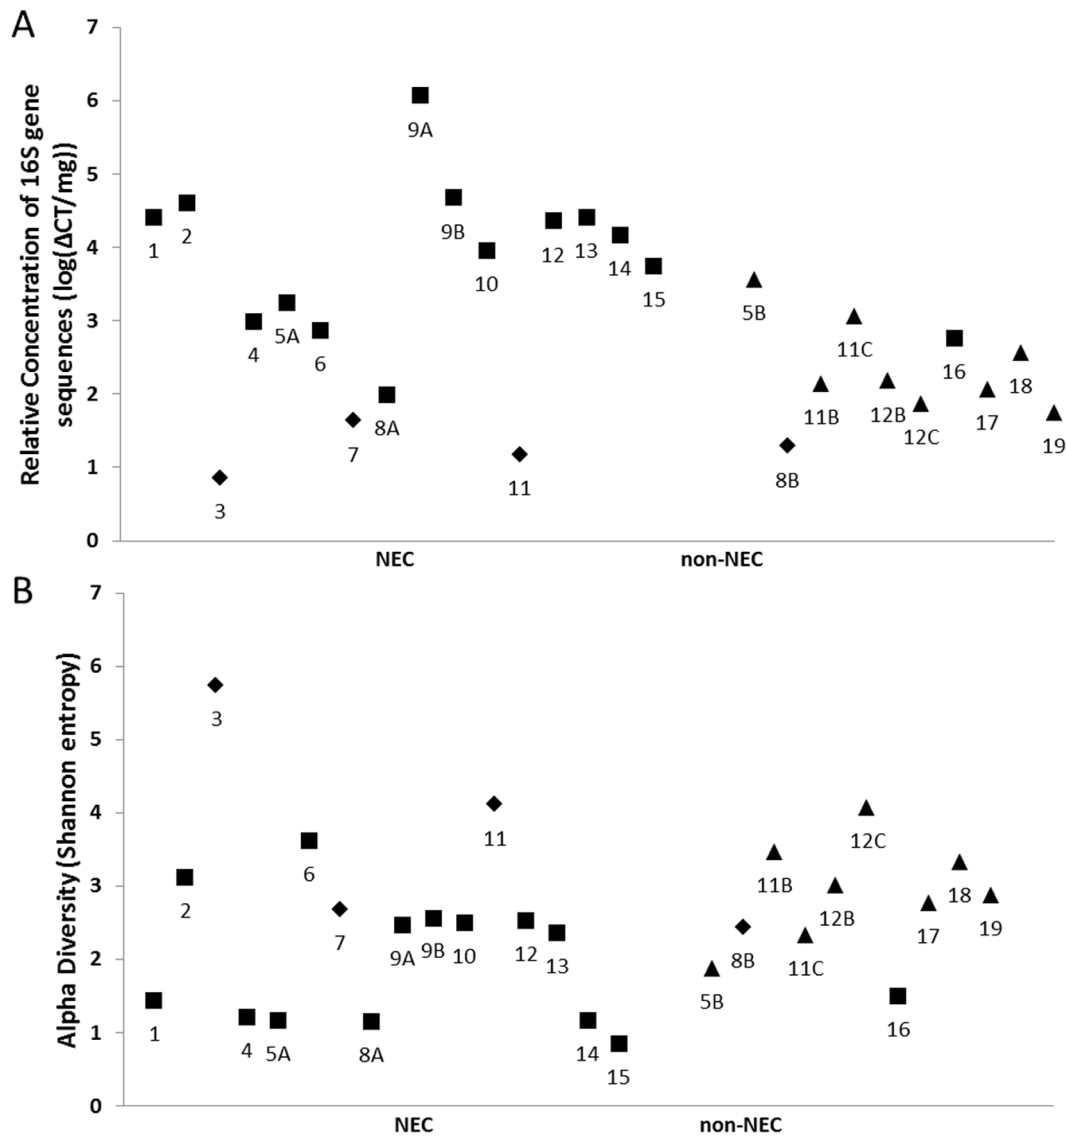 A
Relative Concentration of 16S gene
sequences (log(ΔCT/mg))
7
6
5
4
3
2
1
0
1
2
3
4
5A
6
7
8A
9A
9B
10
11
12
13
14
15
5B
8B
11B
11C
12B
12C
16
17
18
19
NEC
non-NEC
B
Alpha Diversity (Shannon entropy)
7
6
5
4
3
2
1
0
1
2
3
4
5A
6
7
8A
9A
9B
10
11
12
13
14
15
5B
8B
11B
11C
12B
12C
16
17
18
19
NEC
non-NEC